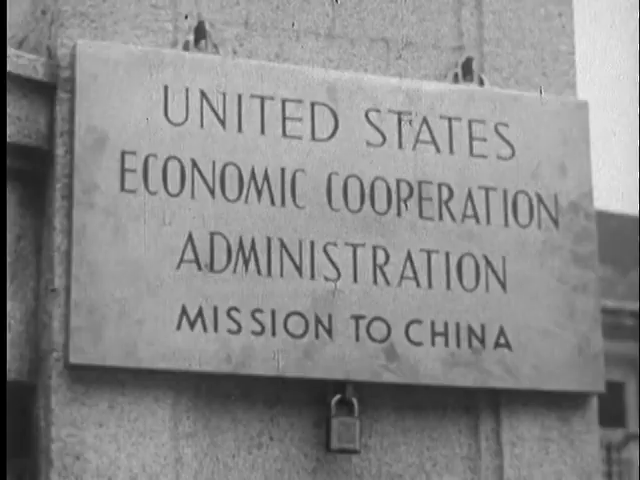 UNITED STATES
ECONOMIC COOPERATION
ADMINISTRATION
MISSION TO CHINA